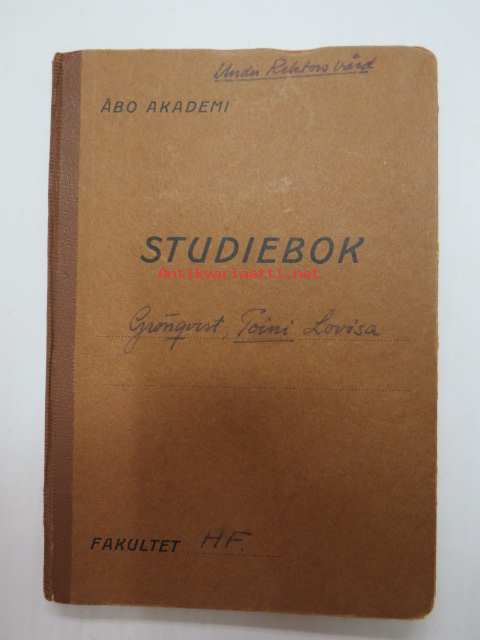 Under Rektors vård
ÅBO AKADEMI
STUDIEBOK
Antikvariaatti.net
Grönqvist, Toini Lovisa
FAKULTET HF.